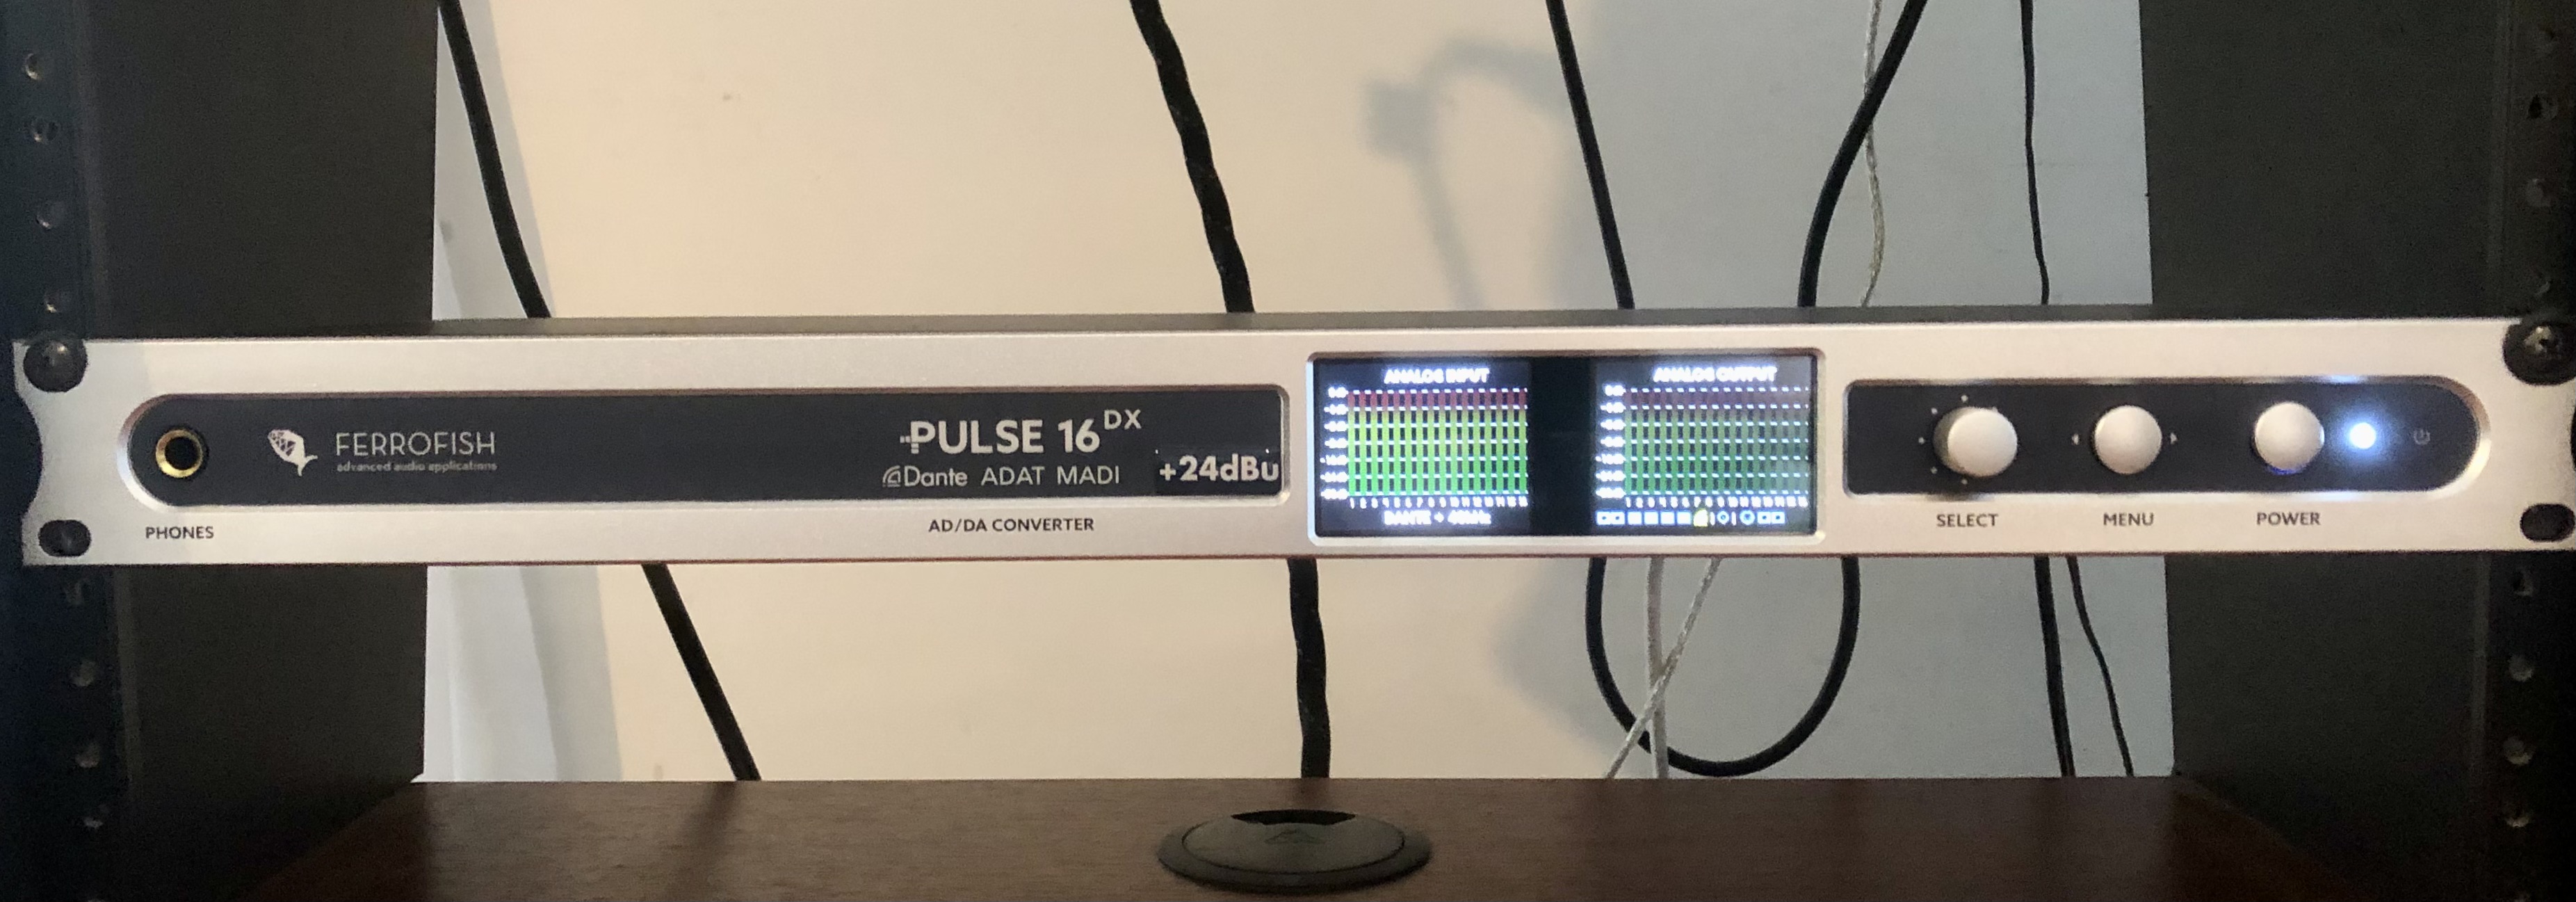 FERROFISH
advanced audio applications
PULSE 16 DX
Dante ADAT MADI
+24dBu
PHONES
AD/DA CONVERTER
ANALOG INPUT
ANALOG OUTPUT
SELECT
MENU
POWER